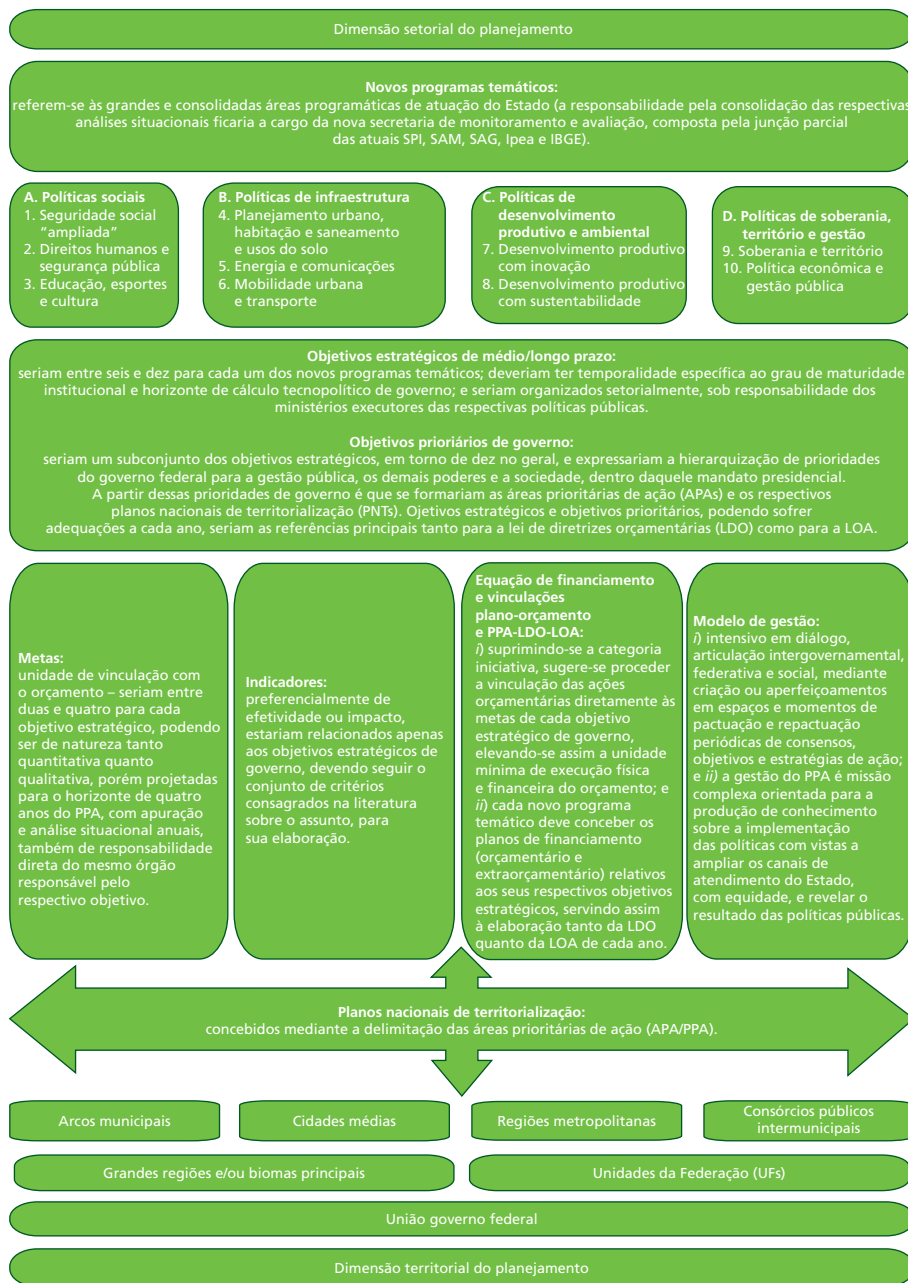 Dimensão setorial do planejamento
Novos programas temáticos:
referem-se às grandes e consolidadas áreas programáticas de atuação do Estado (a responsabilidade pela consolidação das respectivas
análises situacionais ficaria a cargo da nova secretaria de monitoramento e avaliação, composta pela junção parcial
das atuais SPI, SAM, SAG, Ipea e IBGE).
A. Políticas sociais
1. Seguridade social
"ampliada"
2. Direitos humanos e
segurança pública
3. Educação, esportes
e cultura
B. Políticas de infraestrutura
4. Planejamento urbano,
habitação e saneamento
e usos do solo
5. Energia e comunicações
6. Mobilidade urbana
e transporte
C. Políticas de
desenvolvimento
produtivo e ambiental
7. Desenvolvimento produtivo
com inovação
8. Desenvolvimento produtivo
com sustentabilidade
D. Políticas de soberania,
território e gestão
9. Soberania e território
10. Política econômica e
gestão pública
Objetivos estratégicos de médio/longo prazo:
seriam entre seis e dez para cada um dos novos programas temáticos; deveriam ter temporalidade específica ao grau de maturidade
institucional e horizonte de cálculo tecnopolítico de governo; e seriam organizados setorialmente, sob responsabilidade dos
ministérios executores das respectivas políticas públicas.
Objetivos prioriários de governo:
seriam um subconjunto dos objetivos estratégicos, em torno de dez no geral, e expressariam a hierarquização de prioridades
do governo federal para a gestão pública, os demais poderes e a sociedade, dentro daquele mandato presidencial.
A partir dessas prioridades de governo é que se formariam as áreas prioritárias de ação (APAs) e os respectivos
planos nacionais de territorialização (PNTs). Ojetivos estratégicos e objetivos prioritários, podendo sofrer
adequações a cada ano, seriam as referências principais tanto para a lei de diretrizes orçamentárias (LDO) como para a LOA.
Metas:
unidade de vinculação com
o orçamento – seriam entre
duas e quatro para cada
objetivo estratégico, podendo
ser de natureza tanto
quantitativa quanto
qualitativa, porém projetadas
para o horizonte de quatro
anos do PPA, com apuração
e análise situacional anuais,
também de responsabilidade
direta do mesmo órgão
responsável pelo
respectivo objetivo.
Indicadores:
preferencialmente de
efetividade ou impacto,
estariam relacionados apenas
aos objetivos estratégicos de
governo, devendo seguir o
conjunto de critérios
consagrados na literatura
sobre o assunto, para
sua elaboração.
Equação de financiamento
e vinculações
plano-orçamento
e PPA-LDO-LOA:
i) suprimindo-se a categoria
iniciativa, sugere-se proceder
a vinculação das ações
orçamentárias diretamente às
metas de cada objetivo
estratégico de governo,
elevando-se assim a unidade
mínima de execução física
e financeira do orçamento; e
ii) cada novo programa
temático deve conceber os
planos de financiamento
(orçamentário e
extraorçamentário) relativos
aos seus respectivos objetivos
estratégicos, servindo assim
à elaboração tanto da LDO
quanto da LOA de cada ano.
Modelo de gestão:
i) intensivo em diálogo,
articulação intergovernamental,
federativa e social, mediante
criação ou aperfeiçoamentos
em espaços e momentos de
pactuação e repactuação
periódicas de consensos,
objetivos e estratégias de ação;
e ii) a gestão do PPA é missão
complexa orientada para a
produção de conhecimento
sobre a implementação
das políticas com vistas a
ampliar os canais de
atendimento do Estado,
com equidade, e revelar o
resultado das políticas públicas.
Planos nacionais de territorialização:
concebidos mediante a delimitação das áreas prioritárias de ação (APA/PPA).
Arcos municipais
Cidades médias
Regiões metropolitanas
Consórcios públicos
intermunicipais
Grandes regiões e/ou biomas principais
Unidades da Federação (UFs)
União governo federal
Dimensão territorial do planejamento